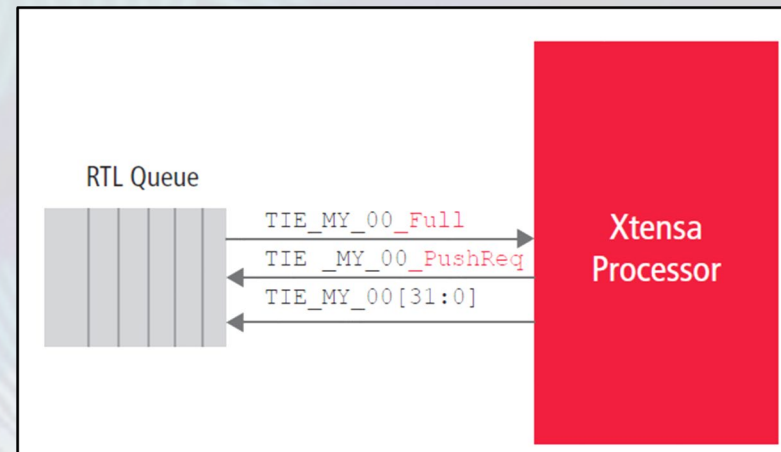 RTL Queue
TIE_MY_00_Full
TIE _MY_00_PushReq
TIE_MY_00[31:0]
Xtensa
Processor